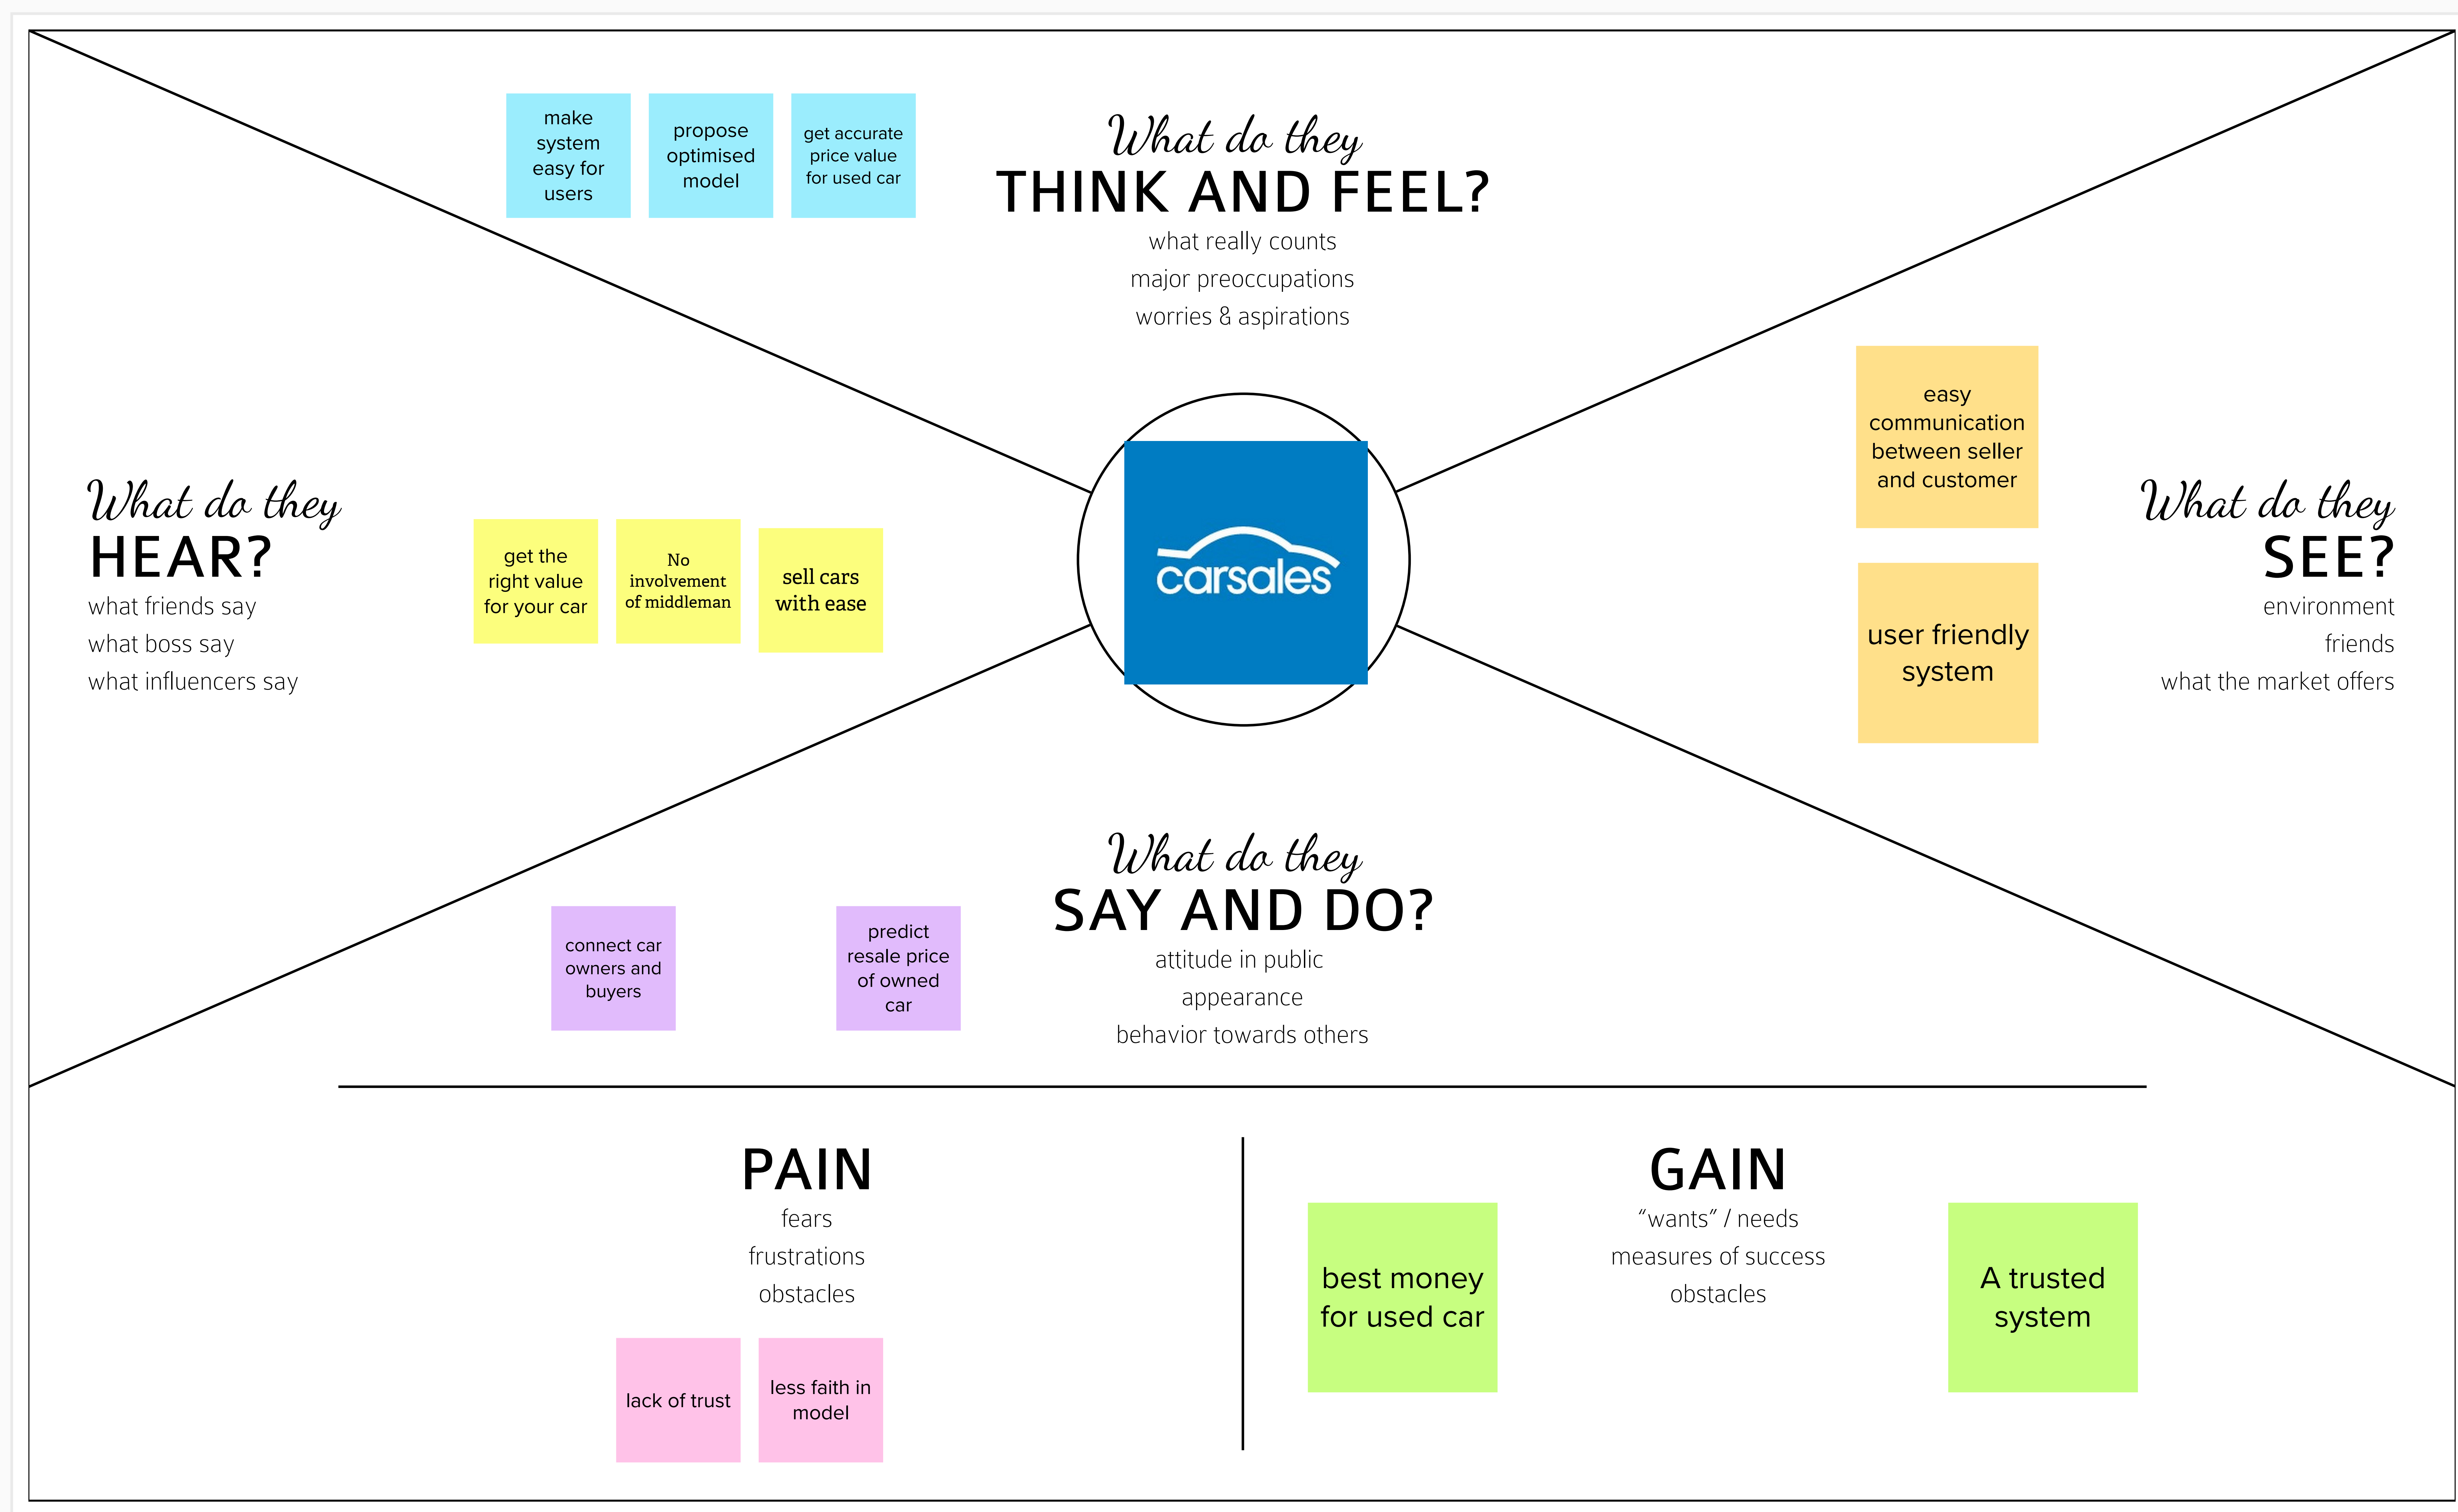 make
system
easy for
users
propose
optimised
model
get accurate
price value
for used car
What do they
THINK AND FEEL?
what really counts
major preoccupations
worries & aspirations
What do they
HEAR?
what friends say
what boss say
what influencers say
get the
right value
for your car
No
involvement
of middleman
sell cars
with ease
carsales
easy
communication
between seller
and customer
user friendly
system
What do they
SEE?
environment
friends
what the market offers
connect car
owners and
buyers
predict
resale price
of owned
car
What do they
SAY AND DO?
attitude in public
appearance
behavior towards others
PAIN
fears
frustrations
obstacles
lack of trust
less faith in
model
best money
for used car
GAIN
“wants” / needs
measures of success
obstacles
A trusted
system